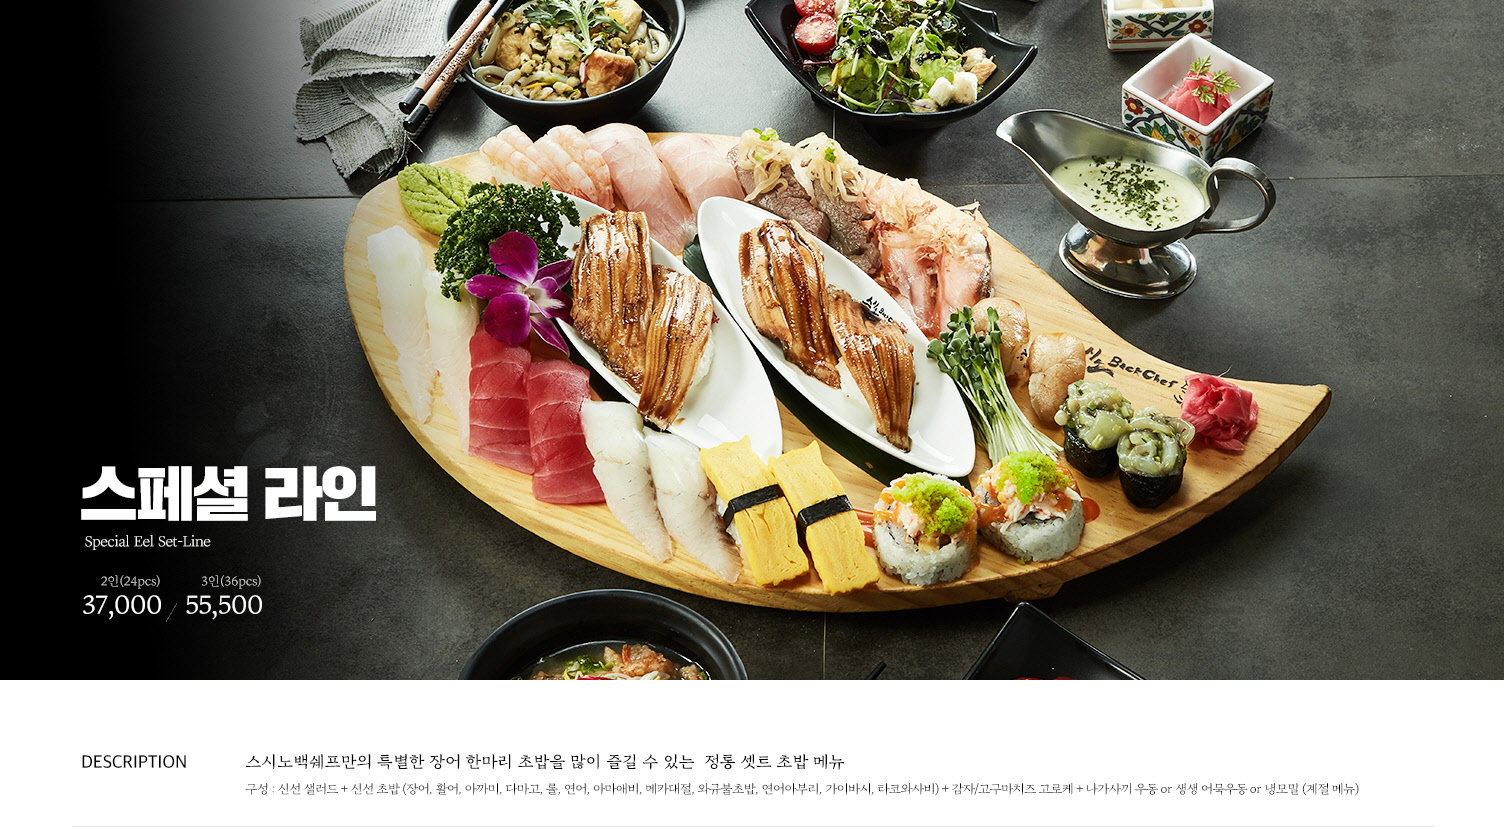 스노
BackChef
스페셜 라인
Special Eel Set-Line
2인(24pcs) 3인(36pcs)
37,000 / 55,500
DESCRIPTION
스시노백쉐프만의 특별한 장어 한마리 초밥을 많이 즐길 수 있는 정통 셋트 초밥 메뉴
구성 : 신선 샐러드 + 신선 초밥 (장어, 활어, 아까미, 다마고, 롤, 연어, 아마애비, 메카대절, 와규불초밥, 연어아부리, 가이바시, 타코와사비) + 감자/고구마치즈 고로케 + 나가사끼 우동 or 생생 어묵우동 or 냉모밀 (계절 메뉴)